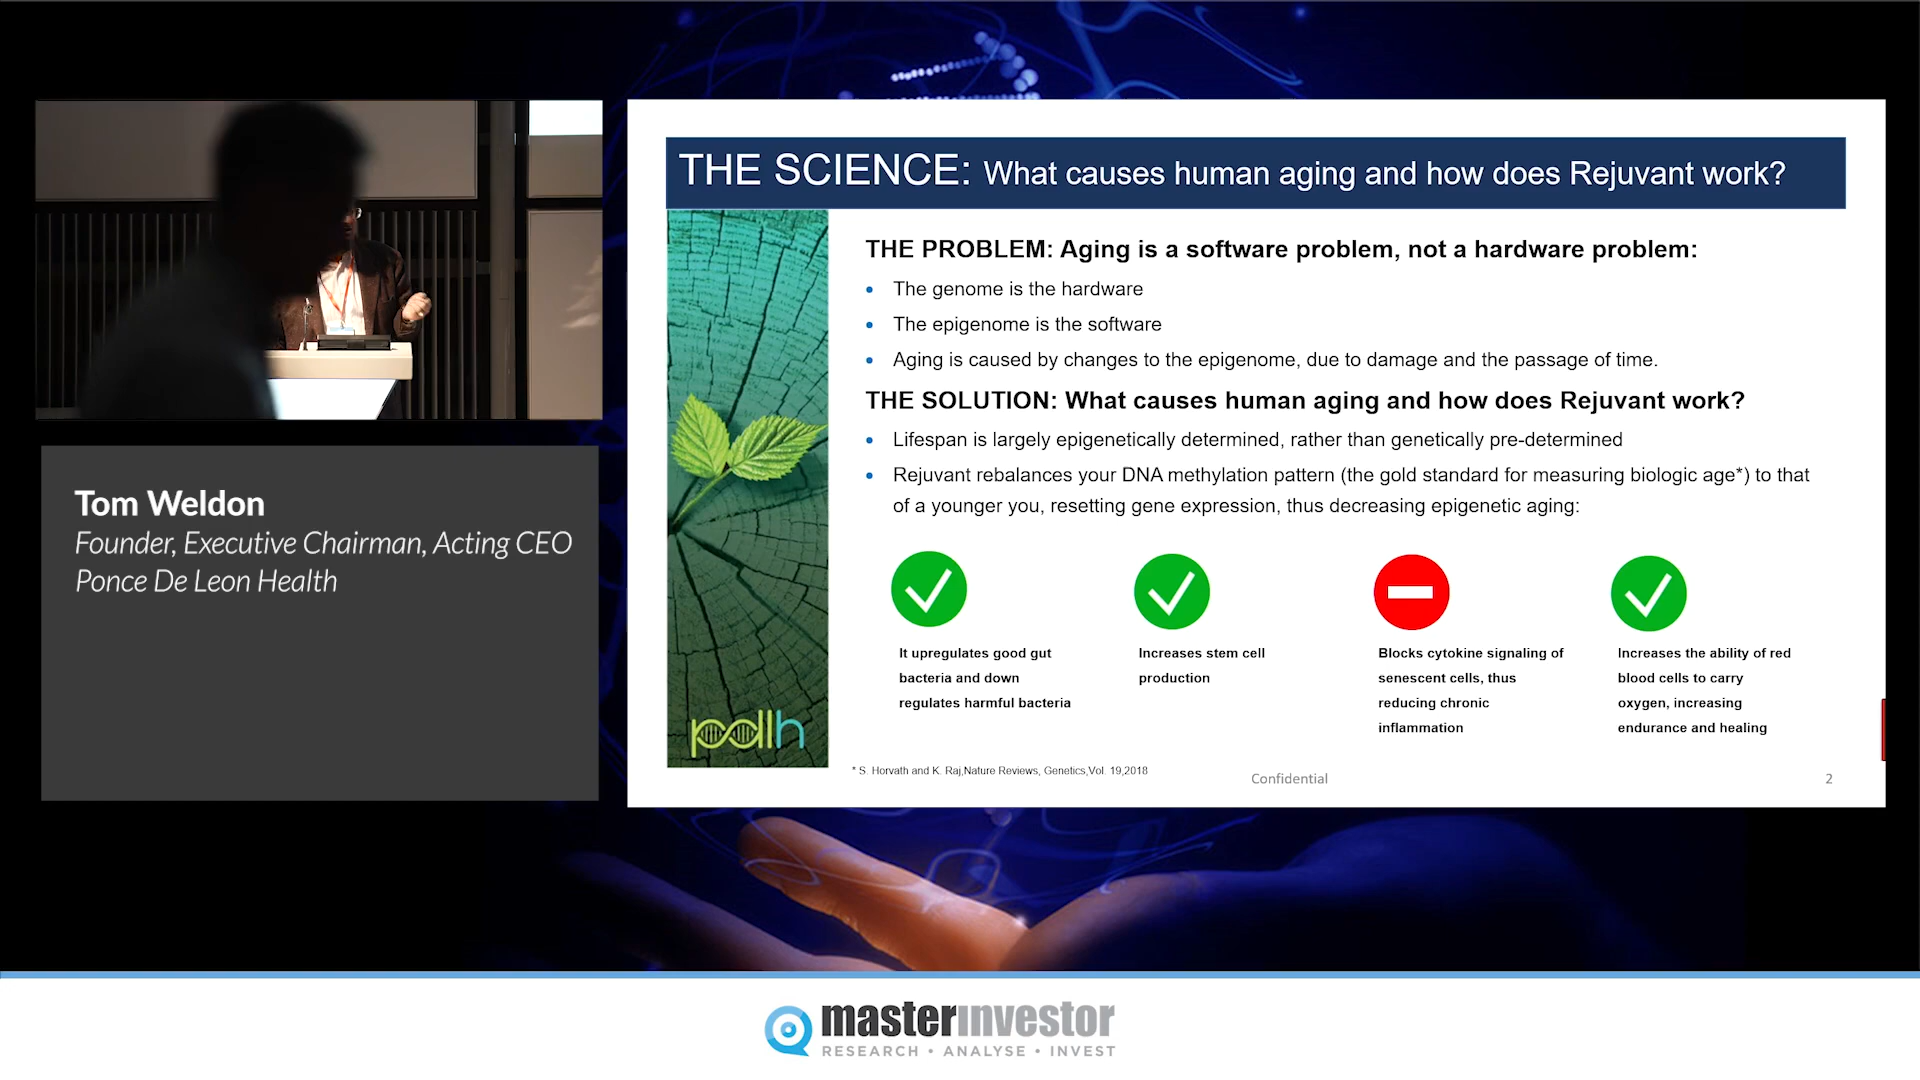 THE SCIENCE: What causes human aging and how does Rejuvant work?
THE PROBLEM: Aging is a software problem, not a hardware problem:
• The genome is the hardware
• The epigenome is the software
• Aging is caused by changes to the epigenome, due to damage and the passage of time.
THE SOLUTION: What causes human aging and how does Rejuvant work?
• Lifespan is largely epigenetically determined, rather than genetically pre-determined
• Rejuvant rebalances your DNA methylation pattern (the gold standard for measuring biologic age*) to that
of a younger you, resetting gene expression, thus decreasing epigenetic aging:
It upregulates good gut
bacteria and down
regulates harmful bacteria
Increases stem cell
production
Blocks cytokine signaling of
senescent cells, thus
reducing chronic
inflammation
Increases the ability of red
blood cells to carry
oxygen, increasing
endurance and healing
pdlh
* S. Horvath and K. Raj,Nature Reviews, Genetics,Vol. 19,2018
Confidential
2
Tom Weldon
Founder, Executive Chairman, Acting CEO
Ponce De Leon Health
masterinvestor
RESEARCH • ANALYSE • INVEST